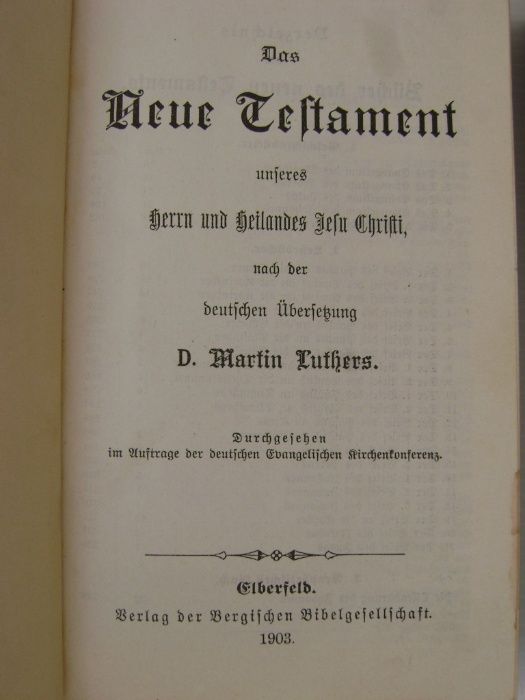 Das
Neue Testament
unseres
Herrn und Heilandes Jesu Christi,
nach der
deutschen Übersetzung
D. Martin Luthers.
Durchgesehen
im Auftrage der deutschen Evangelischen Kirchenkonferenz.
Elberfeld.
Verlag der Bergischen Bibelgesellschaft.
1903.